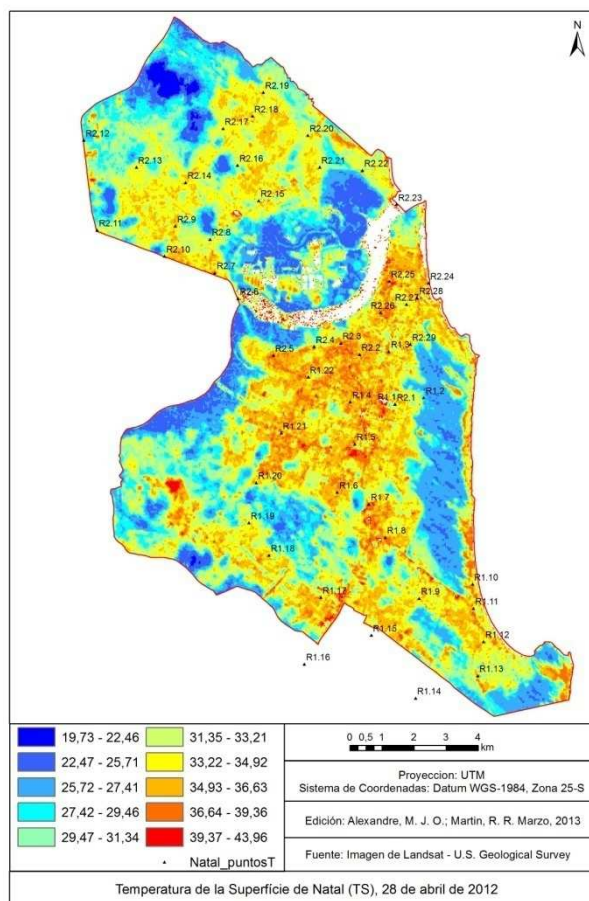 N
R2.19
R2.18
R2.17
R2.20
R2.12
R2.13
R2.16
R2.21
R2.22
R2.14
R2.15
R2.23
R2.11
R2.9
R2.8
R2.10
R2.7
R2.25
R2.24
R2.6
R2.27
R2.28
R2.26
R2.4
R2.3
R2.29
R2.5
R2.2
R1.3
R1.22
R1.2
R1.4
R1.1
R2.1
R1.21
R1.5
R1.20
R1.6
R1.7
R1.19
R1.8
R1.18
R1.10
R1.17
R1.9
R1.11
R1.15
R1.12
R1.16
R1.13
R1.14
19,73 - 22,46
22,47 - 25,71
25,72 - 27,41
27,42 - 29,46
29,47 - 31,34
31,35 - 33,21
33,22 - 34,92
34,93 - 36,63
36,64 - 39,36
39,37 - 43,96
Natal_puntosT
0 0,5 1 2 3 4
km
Proyeccion: UTM
Sistema de Coordenadas: Datum WGS-1984, Zona 25-S
Edición: Alexandre, M. J. O.; Martin, R. R. Marzo, 2013
Fuente: Imagen de Landsat - U.S. Geological Survey
Temperatura de la Superfície de Natal (TS), 28 de abril de 2012